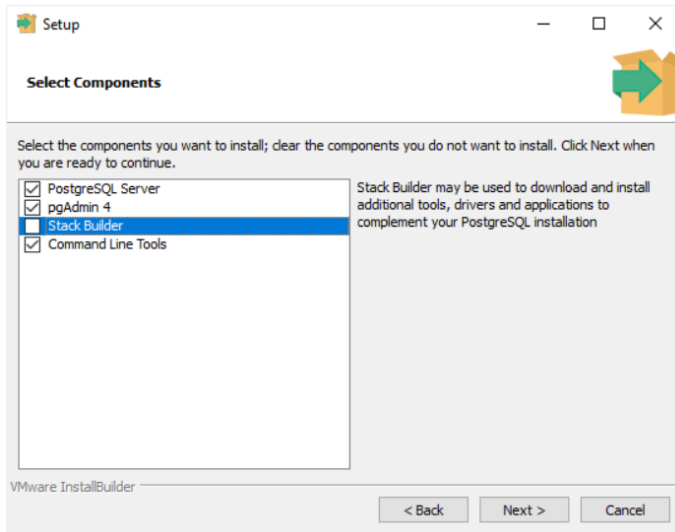 Setup
Select Components
Select the components you want to install; clear the components you do not want to install. Click Next when
you are ready to continue.
PostgreSQL Server
pgAdmin 4
Stack Builder
Command Line Tools
Stack Builder may be used to download and install
additional tools, drivers and applications to
complement your PostgreSQL installation
VMware InstallBuilder
< Back
Next >
Cancel